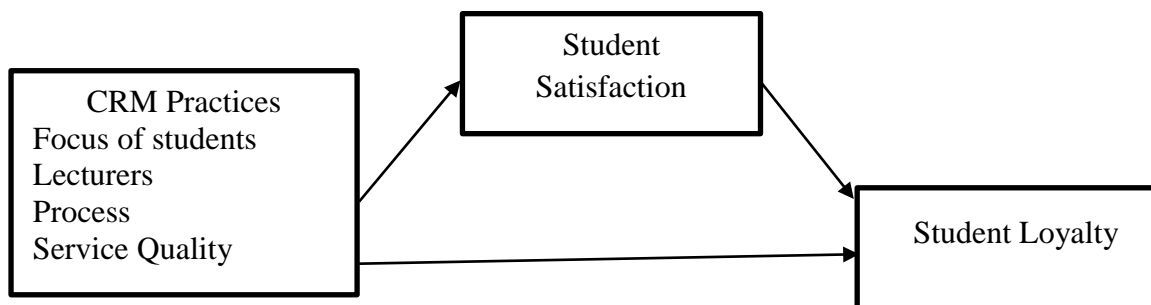 CRM Practices
Focus of students
Lecturers
Process
Service Quality
Student
Satisfaction
Student Loyalty